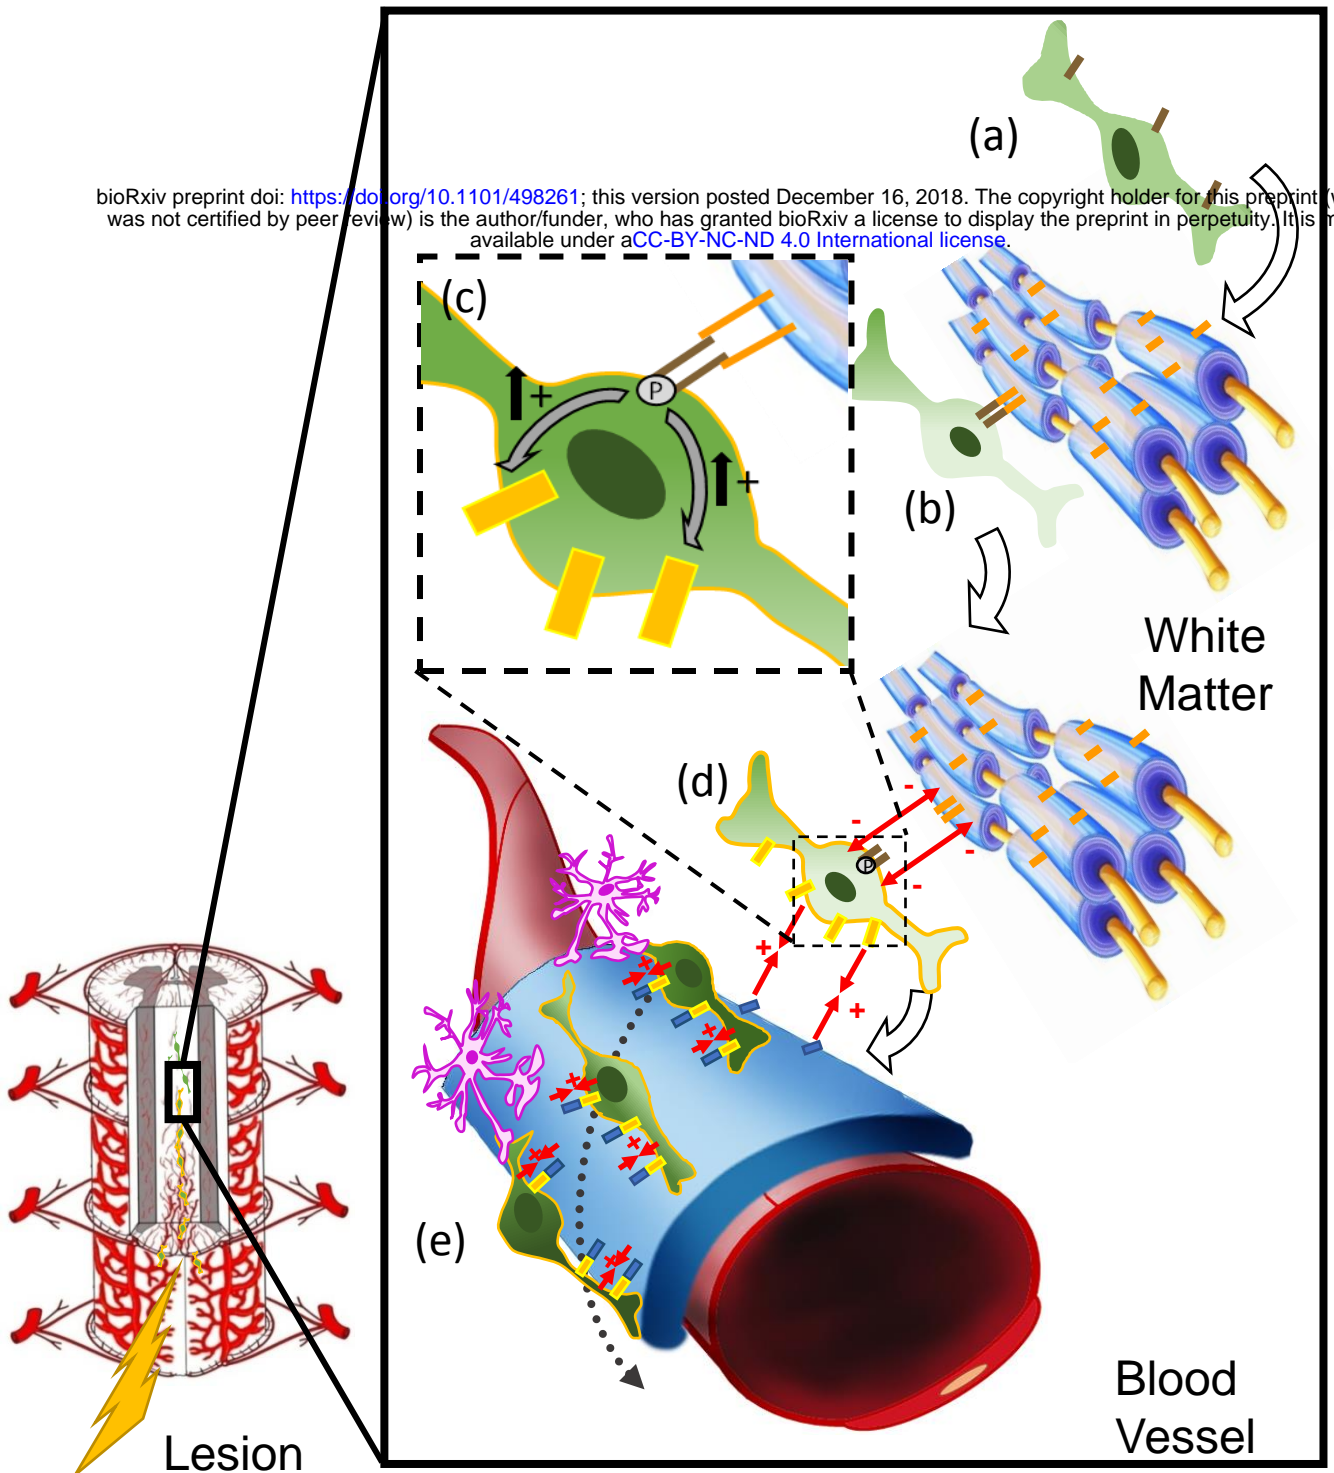 (a)
bioRxiv preprint doi: https://doi.org/10.1101/498261; this version posted December 16, 2018. The copyright holder for this preprint
was not certified by peer review) is the author/funder, who has granted bioRxiv a license to display the preprint in perpetuity. It is
available under aCC-BY-NC-ND 4.0 International license.
(c)
P
+
+
(b)
White
Matter
(d)
-
-
-
-
P
+
+
+
+
+
+
+
+
(e)
Blood
Vessel
Lesion